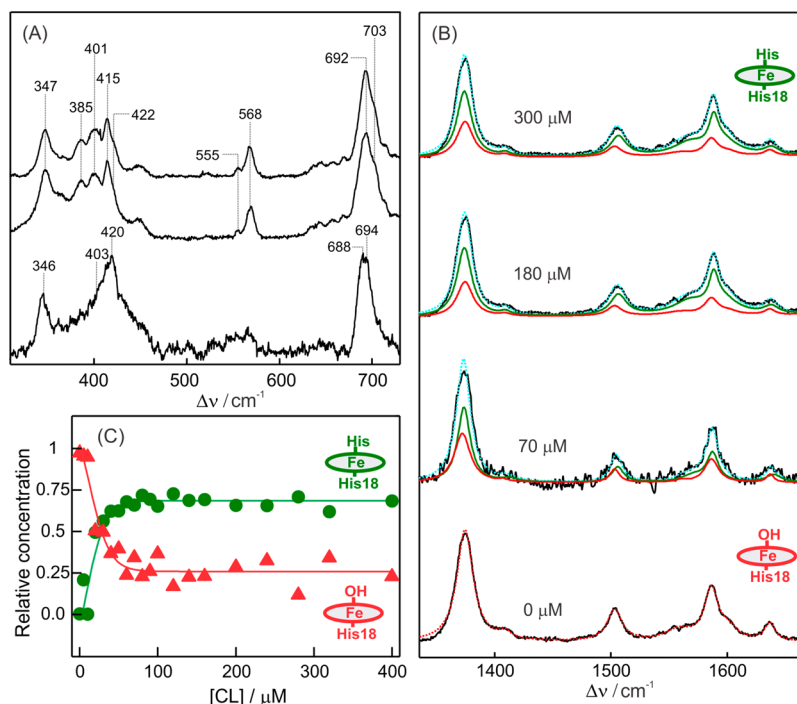 (A)
401
703
347
415
692
385
422
568
555
420
688
694
403
346
400
500
600
700
Δν / cm⁻¹
(B)
His
Fe
His18
300 μM
180 μM
70 μM
OH
Fe
His18
0 μM
1400
1500
1600
Δν / cm⁻¹
(C)
His
Fe
His18
OH
Fe
His18
1
0.75
0.5
0.25
0.0
Relative concentration
0
100
200
300
400
[CL] / μM